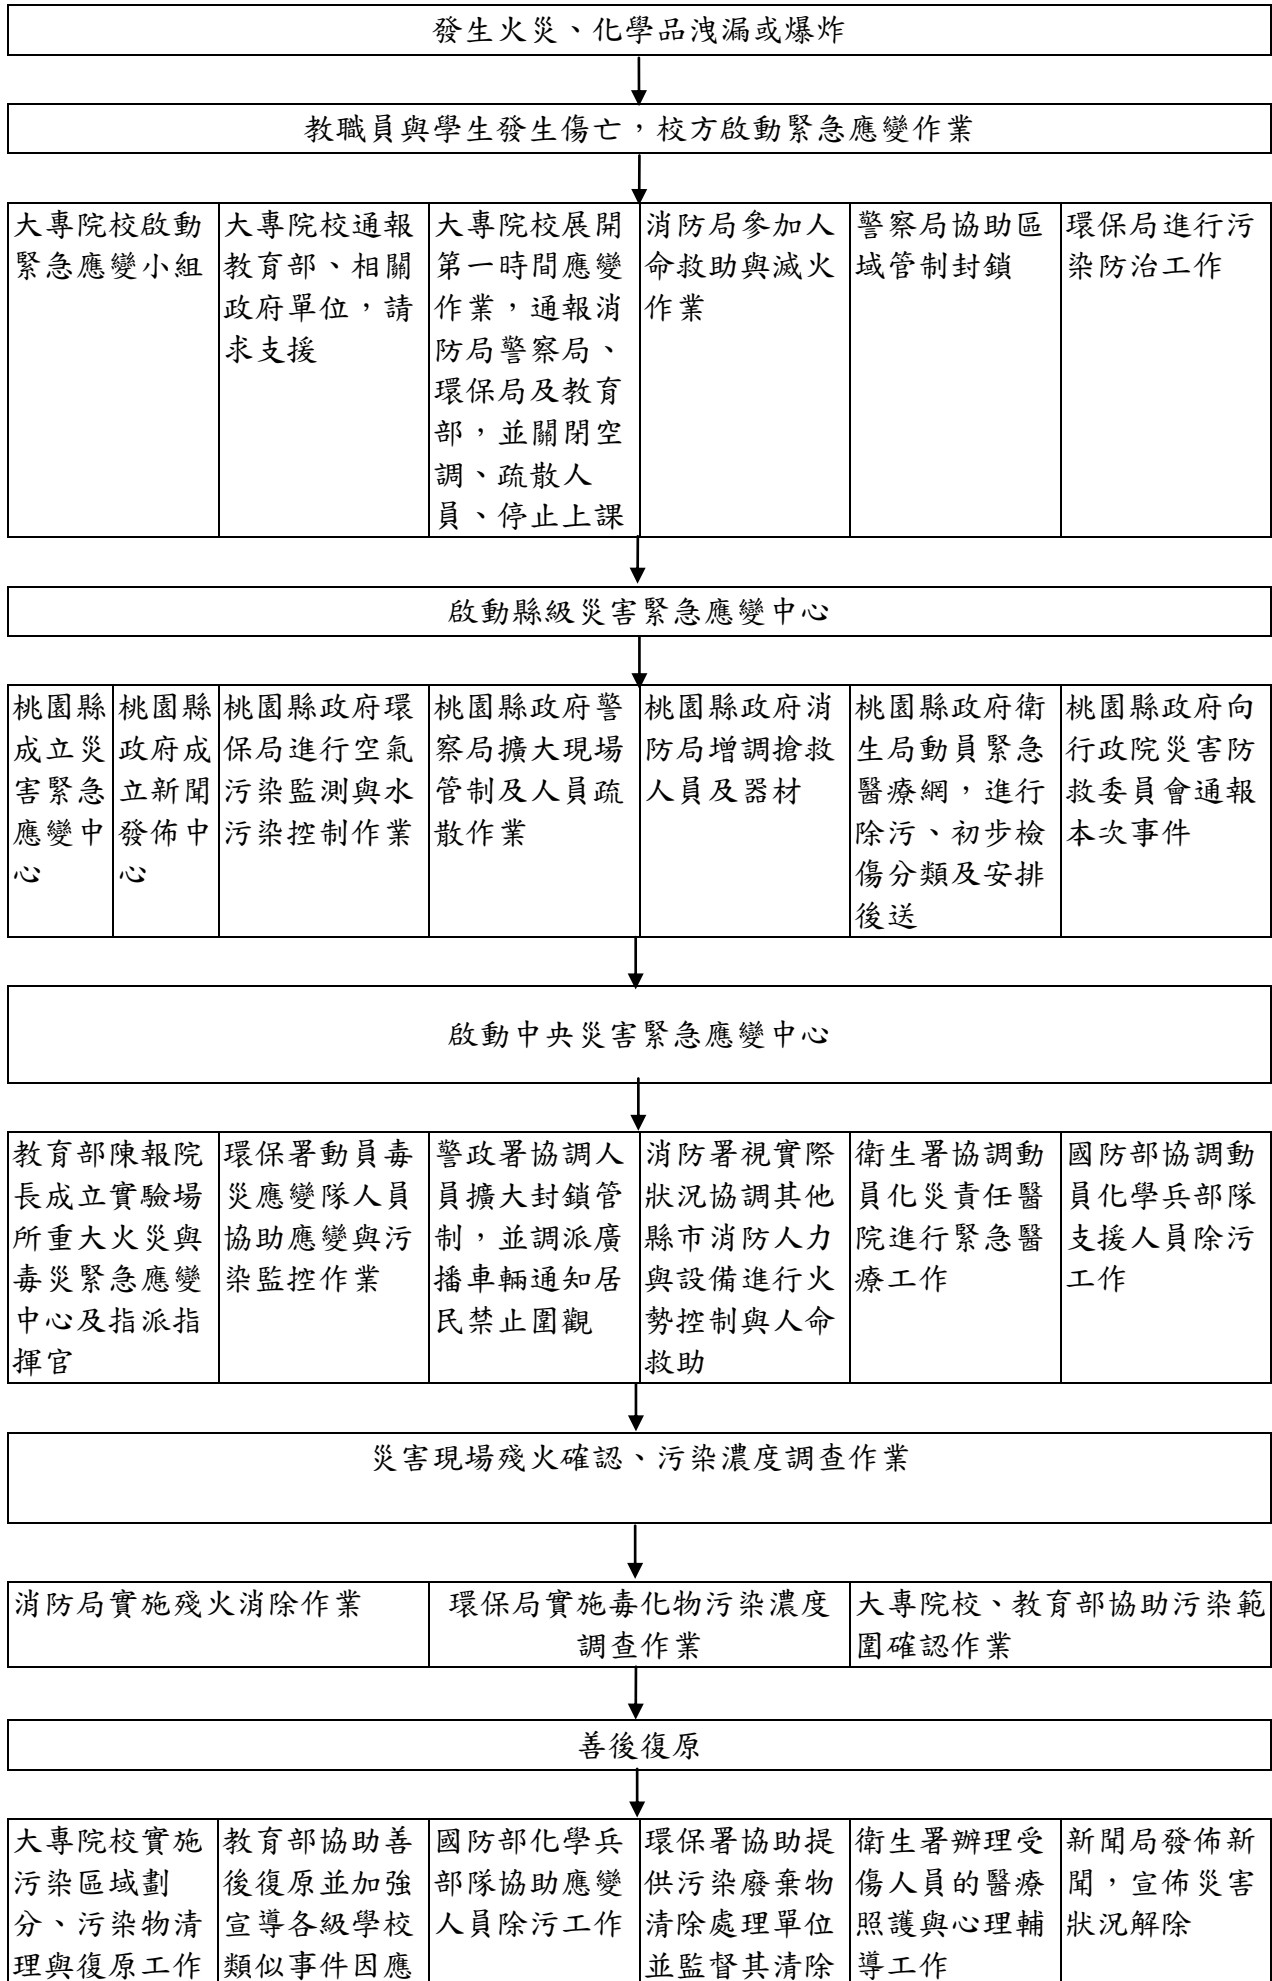 發生火災、化學品洩漏或爆炸
教職員與學生發生傷亡，校方啟動緊急應變作業
大專院校啟動
緊急應變小組
大專院校通報
教育部、相關
政府單位，請
求支援
大專院校展開
第一時間應變
作業，通報消
防局警察局、
環保局及教育
部，並關閉空
調、疏散人
員、停止上課
消防局參加人
命救助與滅火
作業
警察局協助區
域管制封鎖
環保局進行污
染防治工作
啟動縣級災害緊急應變中心
桃園縣
成立災
害緊急
應變中
心
桃園縣
政府成
立新聞
發佈中
心
桃園縣政府環
保局進行空氣
污染監測與水
污染控制作業
桃園縣政府警
察局擴大現場
管制及人員疏
散作業
桃園縣政府消
防局增調搶救
人員及器材
桃園縣政府衛
生局動員緊急
醫療網，進行
除污、初步檢
傷分類及安排
後送
桃園縣政府向
行政院災害防
救委員會通報
本次事件
啟動中央災害緊急應變中心
教育部陳報院
長成立實驗場
所重大火災與
毒災緊急應變
中心及指派指
揮官
環保署動員毒
災應變隊人員
協助應變與污
染監控作業
警政署協調人
員擴大封鎖管
制，並調派廣
播車輛通知居
民禁止圍觀
消防署視實際
狀況協調其他
縣市消防人力
與設備進行火
勢控制與人命
救助
衛生署協調動
員化災責任醫
院進行緊急醫
療工作
國防部協調動
員化學兵部隊
支援人員除污
工作
災害現場殘火確認、污染濃度調查作業
消防局實施殘火消除作業
環保局實施毒化物污染濃度
調查作業
大專院校、教育部協助污染範
圍確認作業
善後復原
大專院校實施
污染區域劃
分、污染物清
理與復原工作
教育部協助善
後復原並加強
宣導各級學校
類似事件因應
國防部化學兵
部隊協助應變
人員除污工作
環保署協助提
供污染廢棄物
清除處理單位
並監督其清除
衛生署辦理受
傷人員的醫療
照護與心理輔
導工作
新聞局發佈新
聞，宣佈災害
狀況解除